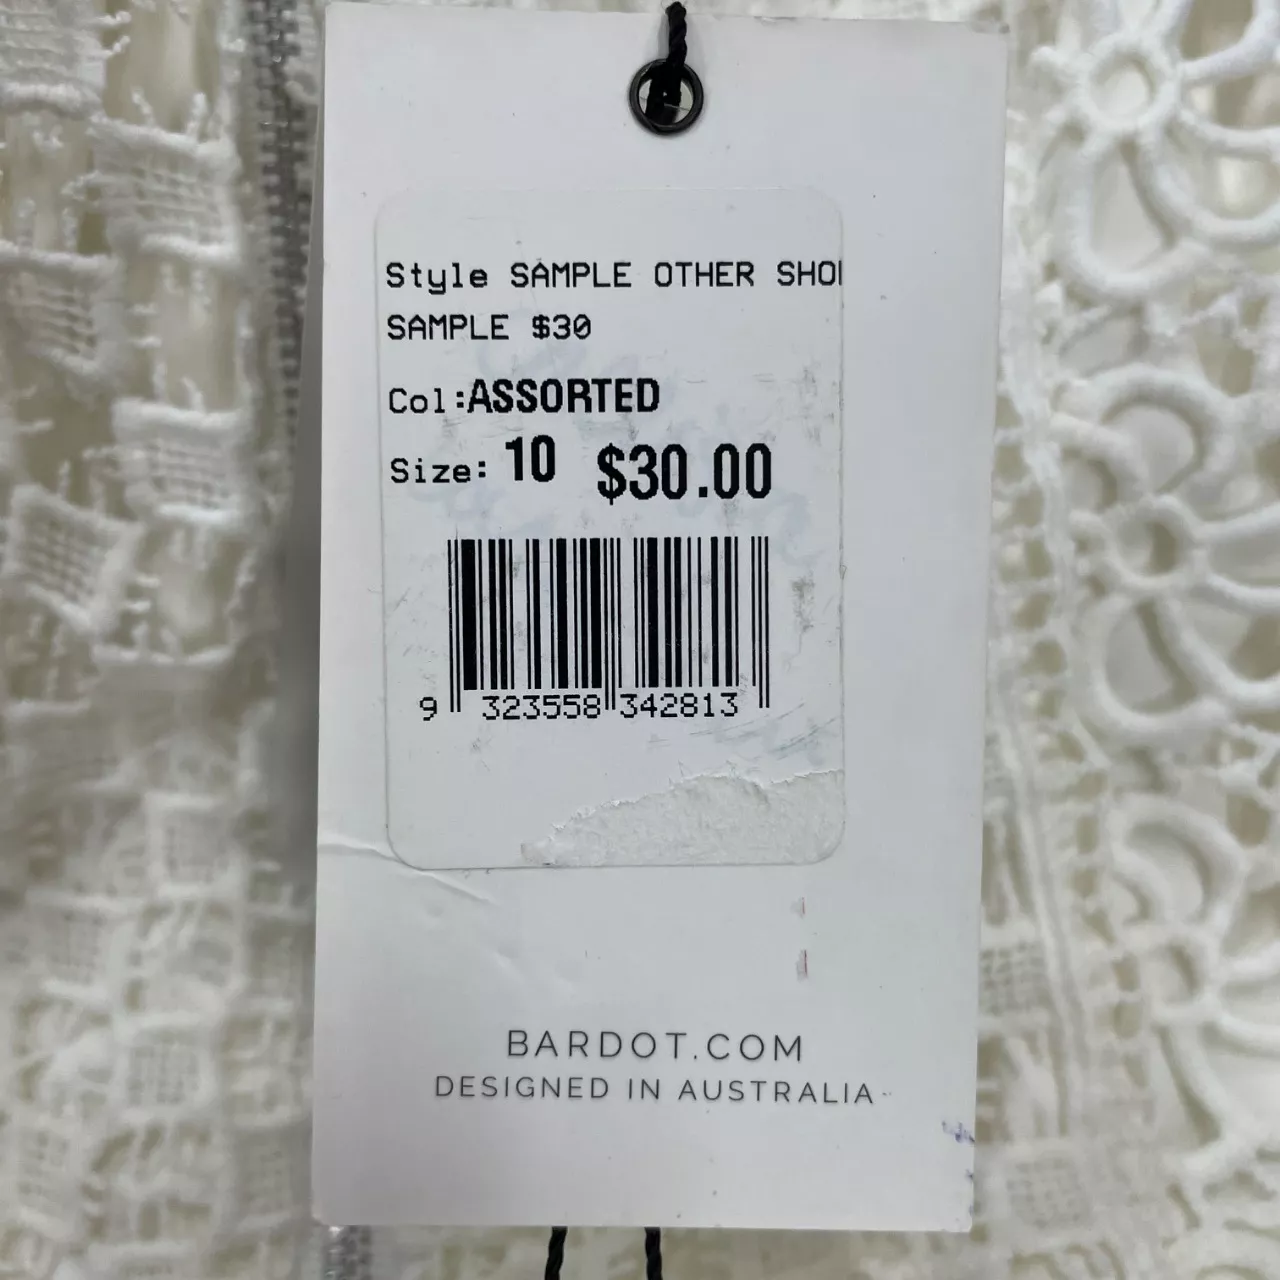 Style SAMPLE OTHER
SAMPLE $30
Col:ASSORTED
Size: 10 $30.00
9 323558 342813
BARDOT.COM
DESIGNED IN AUSTRALIA